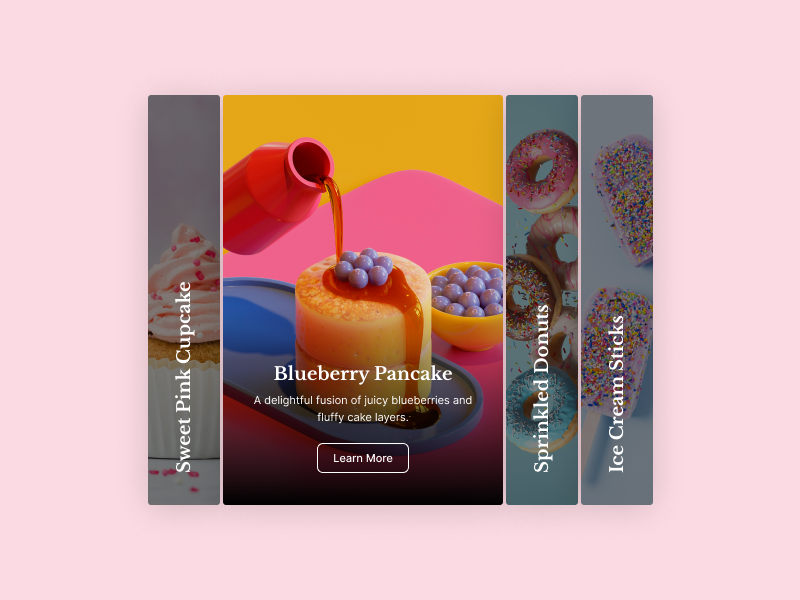 Sweet Pink Cupcake
Blueberry Pancake
A delightful fusion of juicy blueberries and
fluffy cake layers.
Learn More
Sprinkled Donuts
Ice Cream Sticks